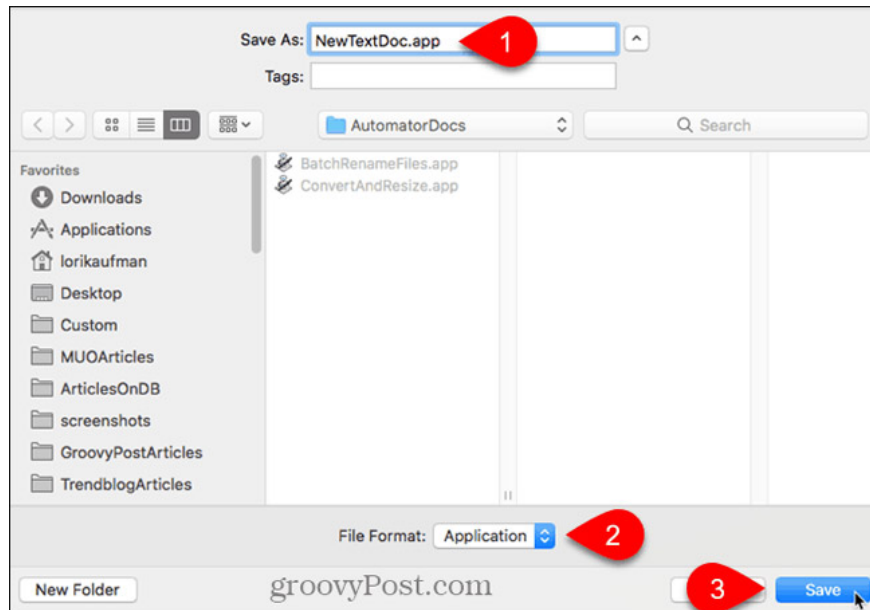 Save As: NewTextDoc.app 1
Tags:
AutomatorDocs Search
Favorites
Downloads
Applications
lorikaufman
Desktop
Custom
MUOArticles
ArticlesOnDB
screenshots
GroovyPostArticles
TrendblogArticles
BatchRenameFiles.app
ConvertAndResize.app
File Format: Application 2
New Folder groovyPost.com 3 Save